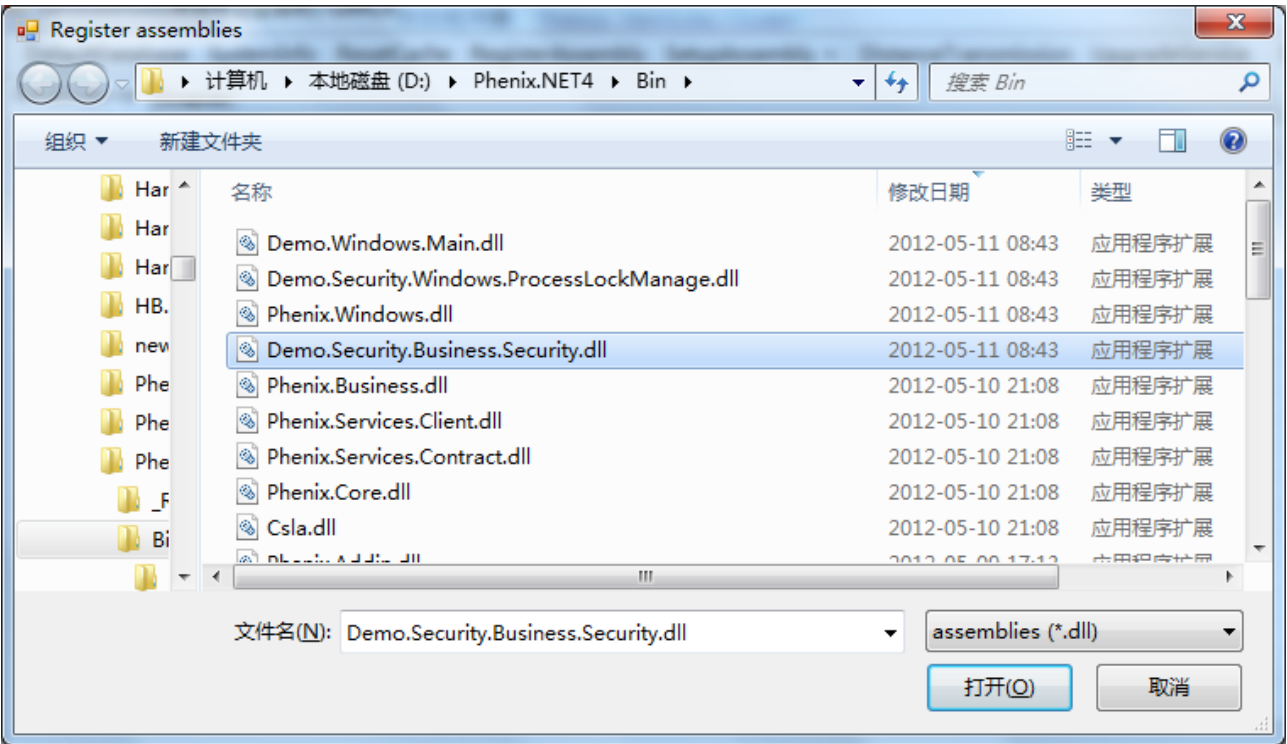 Register assemblies
计算机 本地磁盘 (D:) Phenix.NET4 Bin 搜索 Bin
组织 新建文件夹
名称 修改日期 类型
Har
Har
Har
HB.
new
Phe
Phe
Phe
Bi
Demo.Windows.Main.dll 2012-05-11 08:43 应用程序扩展
Demo.Security.Windows.ProcessLockManage.dll 2012-05-11 08:43 应用程序扩展
Phenix.Windows.dll 2012-05-11 08:43 应用程序扩展
Demo.Security.Business.Security.dll 2012-05-11 08:43 应用程序扩展
Phenix.Business.dll 2012-05-10 21:08 应用程序扩展
Phenix.Services.Client.dll 2012-05-10 21:08 应用程序扩展
Phenix.Services.Contract.dll 2012-05-10 21:08 应用程序扩展
Phenix.Core.dll 2012-05-10 21:08 应用程序扩展
Csla.dll 2012-05-10 21:08 应用程序扩展
文件名(N): Demo.Security.Business.Security.dll assemblies (*.dll)
打开(O) 取消